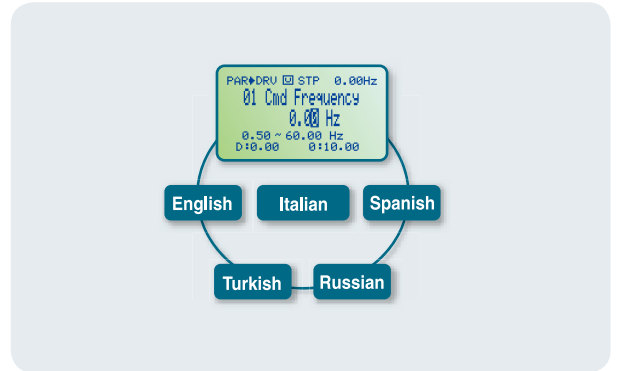 PAR➧DRV U STP 0.00Hz
01 Cmd Frequency
0.00 Hz
0.50 ~ 60.00 Hz
D:0.00 0:10.00
English Italian Spanish
Turkish Russian